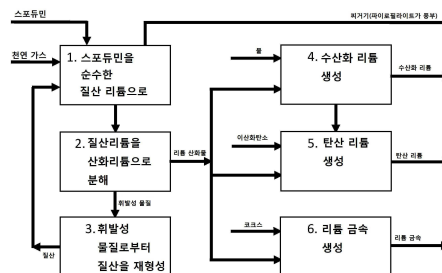 스포듀민
찌꺼기(파이로필라이트가 풍부)
천연 가스
1. 스포듀민을
순수한
질산 리튬으로
물
4. 수산화 리튬
생성
수산화 리튬
2. 질산리튬을
산화리튬으로
분해
리튬 산화물
이산화탄소
5. 탄산 리튬
생성
탄산 리튬
휘발성 물질
3. 휘발성
물질로부터
질산을 재형성
질산
코크스
6. 리튬 금속
생성
리튬 금속